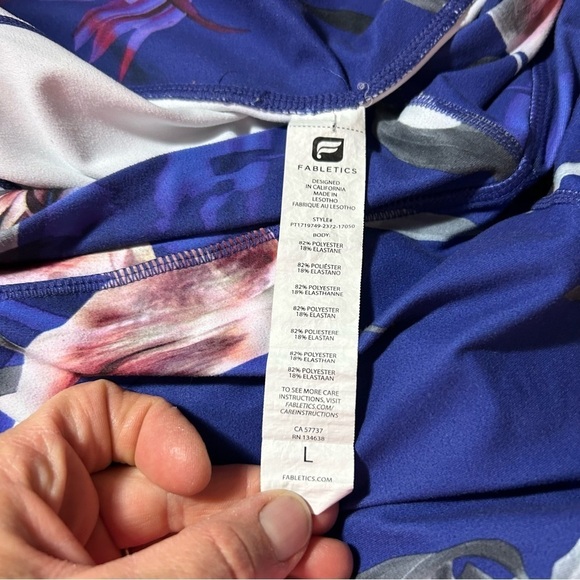 FABLETICS
DESIGNED
IN CALIFORNIA
MADE IN
LESOTHO
FABRIQUE AU LESOTHO
STYLE#
PT1719749-2372-17050
BODY:
82% POLYESTER
18% ELASTANE
82% POLIÉSTER
18% ELASTANO
82% POLYESTER
18% ELASTHANNE
82% POLYESTER
18% ELASTAN
82% POLIESTERE
18% ELASTAN
82% POLYESTER
18% ELASTHAN
82% POLYESTER
18% ELASTAAN
TO SEE MORE CARE
INSTRUCTIONS, VISIT
FABLETICS.COM/
CAREINSTRUCTIONS
CA 57737
RN 134638
L
FABLETICS.COM